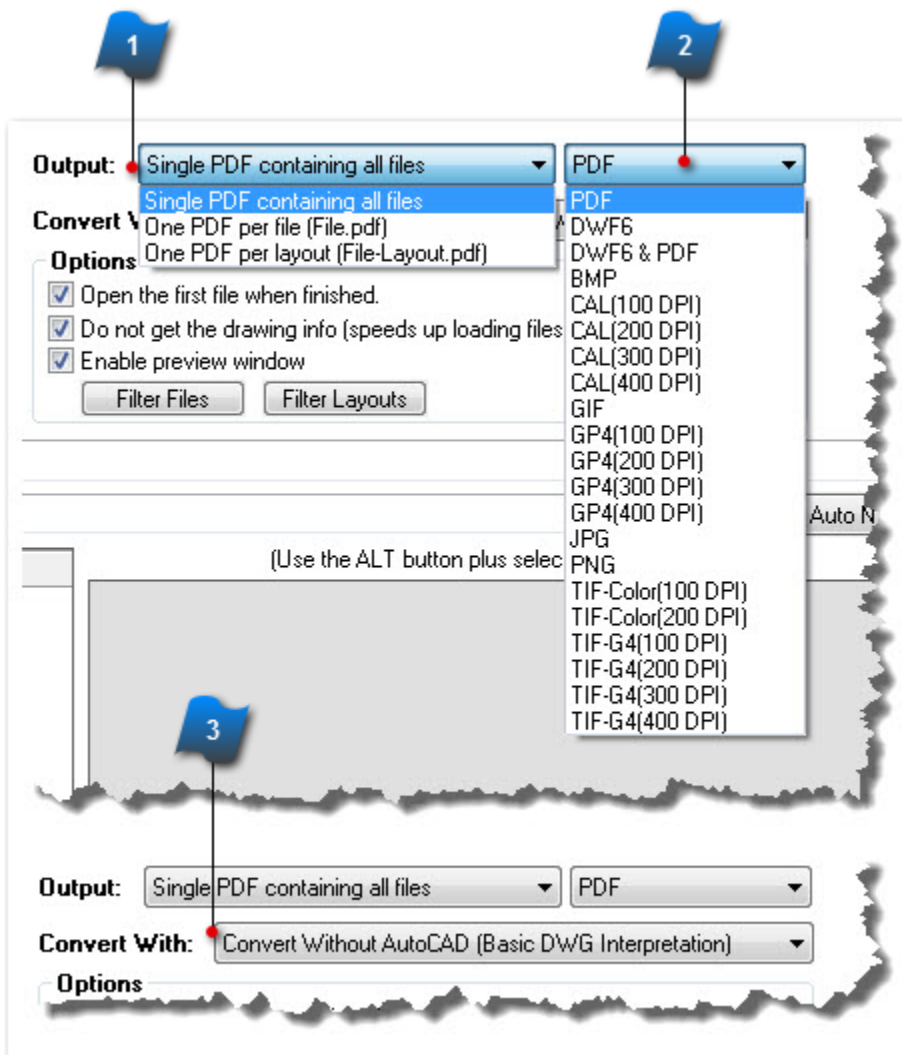 1
2
Output: Single PDF containing all files PDF
Single PDF containing all files
One PDF per file (File.pdf)
One PDF per layout (File-Layout.pdf)
PDF
DWF6
DWF6 & PDF
BMP
CAL(100 DPI)
CAL(200 DPI)
CAL(300 DPI)
CAL(400 DPI)
GIF
GP4(100 DPI)
GP4(200 DPI)
GP4(300 DPI)
GP4(400 DPI)
JPG
PNG
TIF-Color(100 DPI)
TIF-Color(200 DPI)
TIF-G4(100 DPI)
TIF-G4(200 DPI)
TIF-G4(300 DPI)
TIF-G4(400 DPI)
Convert
Options
Open the first file when finished.
Do not get the drawing info (speeds up loading files
Enable preview window
Filter Files Filter Layouts
Auto N
(Use the ALT button plus selec
3
Output: Single PDF containing all files PDF
Convert With: Convert Without AutoCAD (Basic DWG Interpretation)
Options